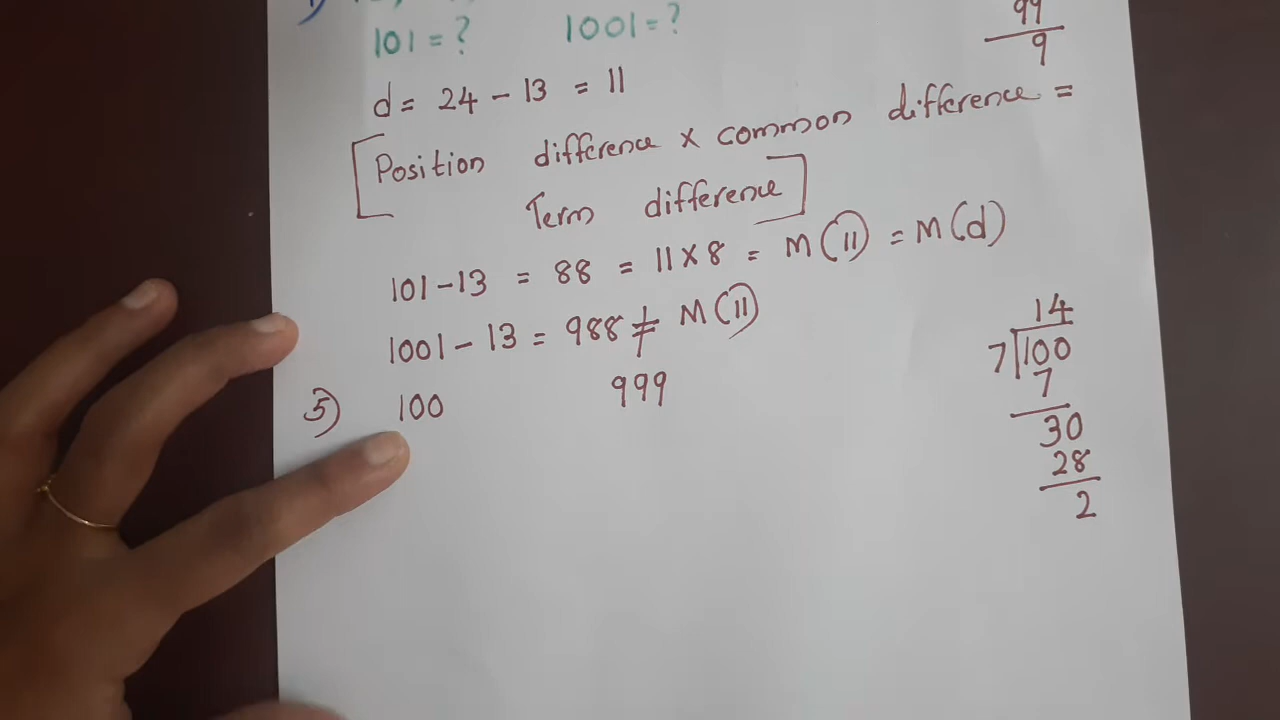 101 = ? 1001 = ?
99
9
d = 24 - 13 = 11
[Position difference x common difference =
Term difference]
101 - 13 = 88 = 11 x 8 = M(11) = M(d)
1001 - 13 = 988 ≠ M(11)
5) 100 999
14
7)100
7
30
28
2